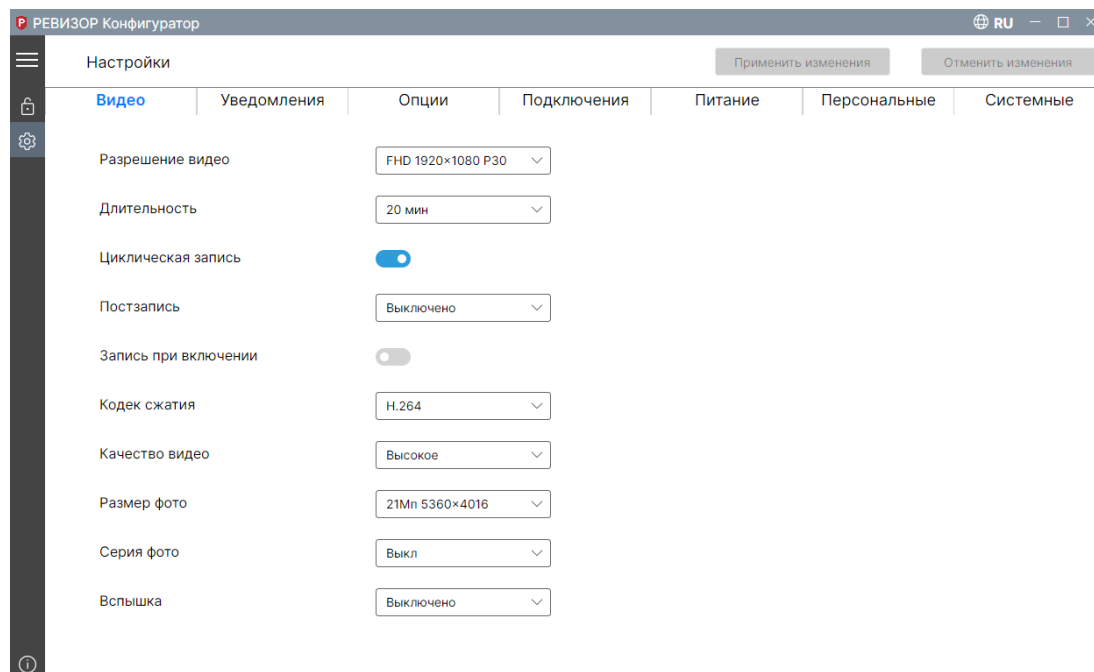 РЕВИЗОР Конфигуратор RU
Настройки Применить изменения Отменить изменения
Видео Уведомления Опции Подключения Питание Персональные Системные
Разрешение видео FHD 1920×1080 P30
Длительность 20 мин
Циклическая запись
Постзапись Выключено
Запись при включении
Кодек сжатия H.264
Качество видео Высокое
Размер фото 21Мп 5360×4016
Серия фото Выкл
Вспышка Выключено